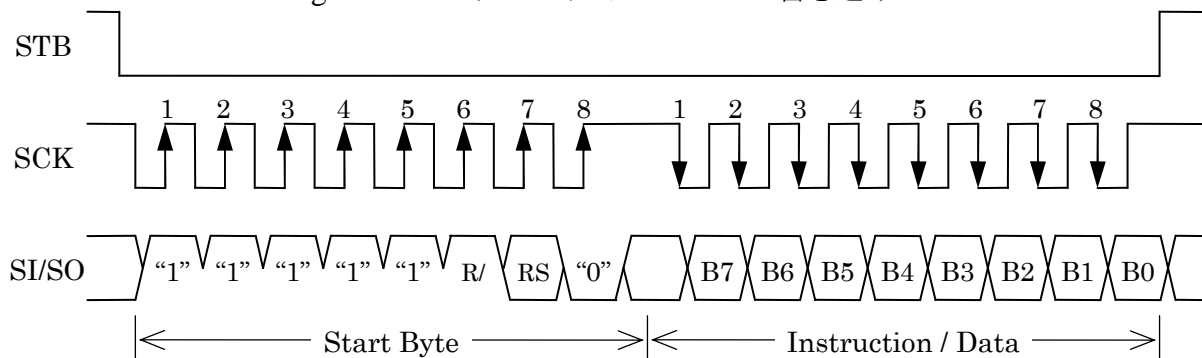 STB
1 2 3 4 5 6 7 8 1 2 3 4 5 6 7 8
SCK
SI/SO “1” “1” “1” “1” “1” R/ RS “0” B7 B6 B5 B4 B3 B2 B1 B0
Start Byte Instruction / Data